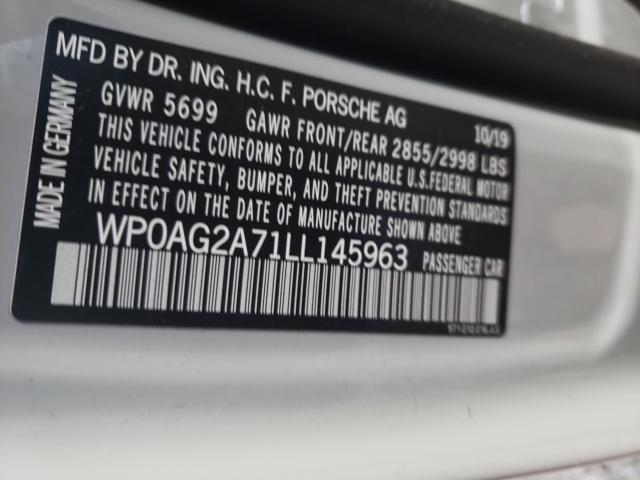 MFD BY DR. ING. H.C. F. PORSCHE AG 10/19
GVWR 5699 GAWR FRONT/REAR 2855/2998 LBS
THIS VEHICLE CONFORMS TO ALL APPLICABLE U.S.FEDERAL MOTOR
VEHICLE SAFETY, BUMPER, AND THEFT PREVENTION STANDARDS
IN EFFECT ON THE DATE OF MANUFACTURE SHOWN ABOVE
WP0AG2A71LL145963 PASSENGER CAR
MADE IN GERMANY